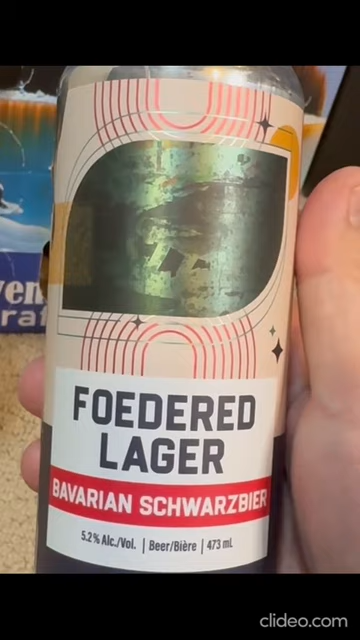 FOEDERED
LAGER
BAVARIAN SCHWARZBIER
5.2% Alc./Vol. | Beer/Bière | 473 mL
clideo.com